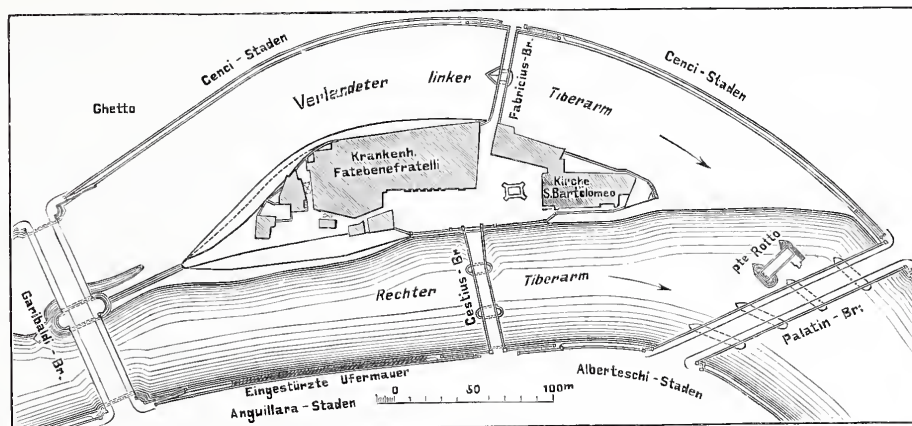 Cenci-Staden
Ghetto
Verlandeter linker Tiberarm
Fabricius-Br.
Cenci-Staden
Krankenh.
Fatebenefratelli
Kirche
S.Bartolomeo
Garibaldi-Br.
Rechter Tiberarm
Cestius-Br.
pte Rotto
Palatin-Br.
Eingestürzte Ufermauer
Anguillara-Staden
0 50 100m
Alberteschi-Staden